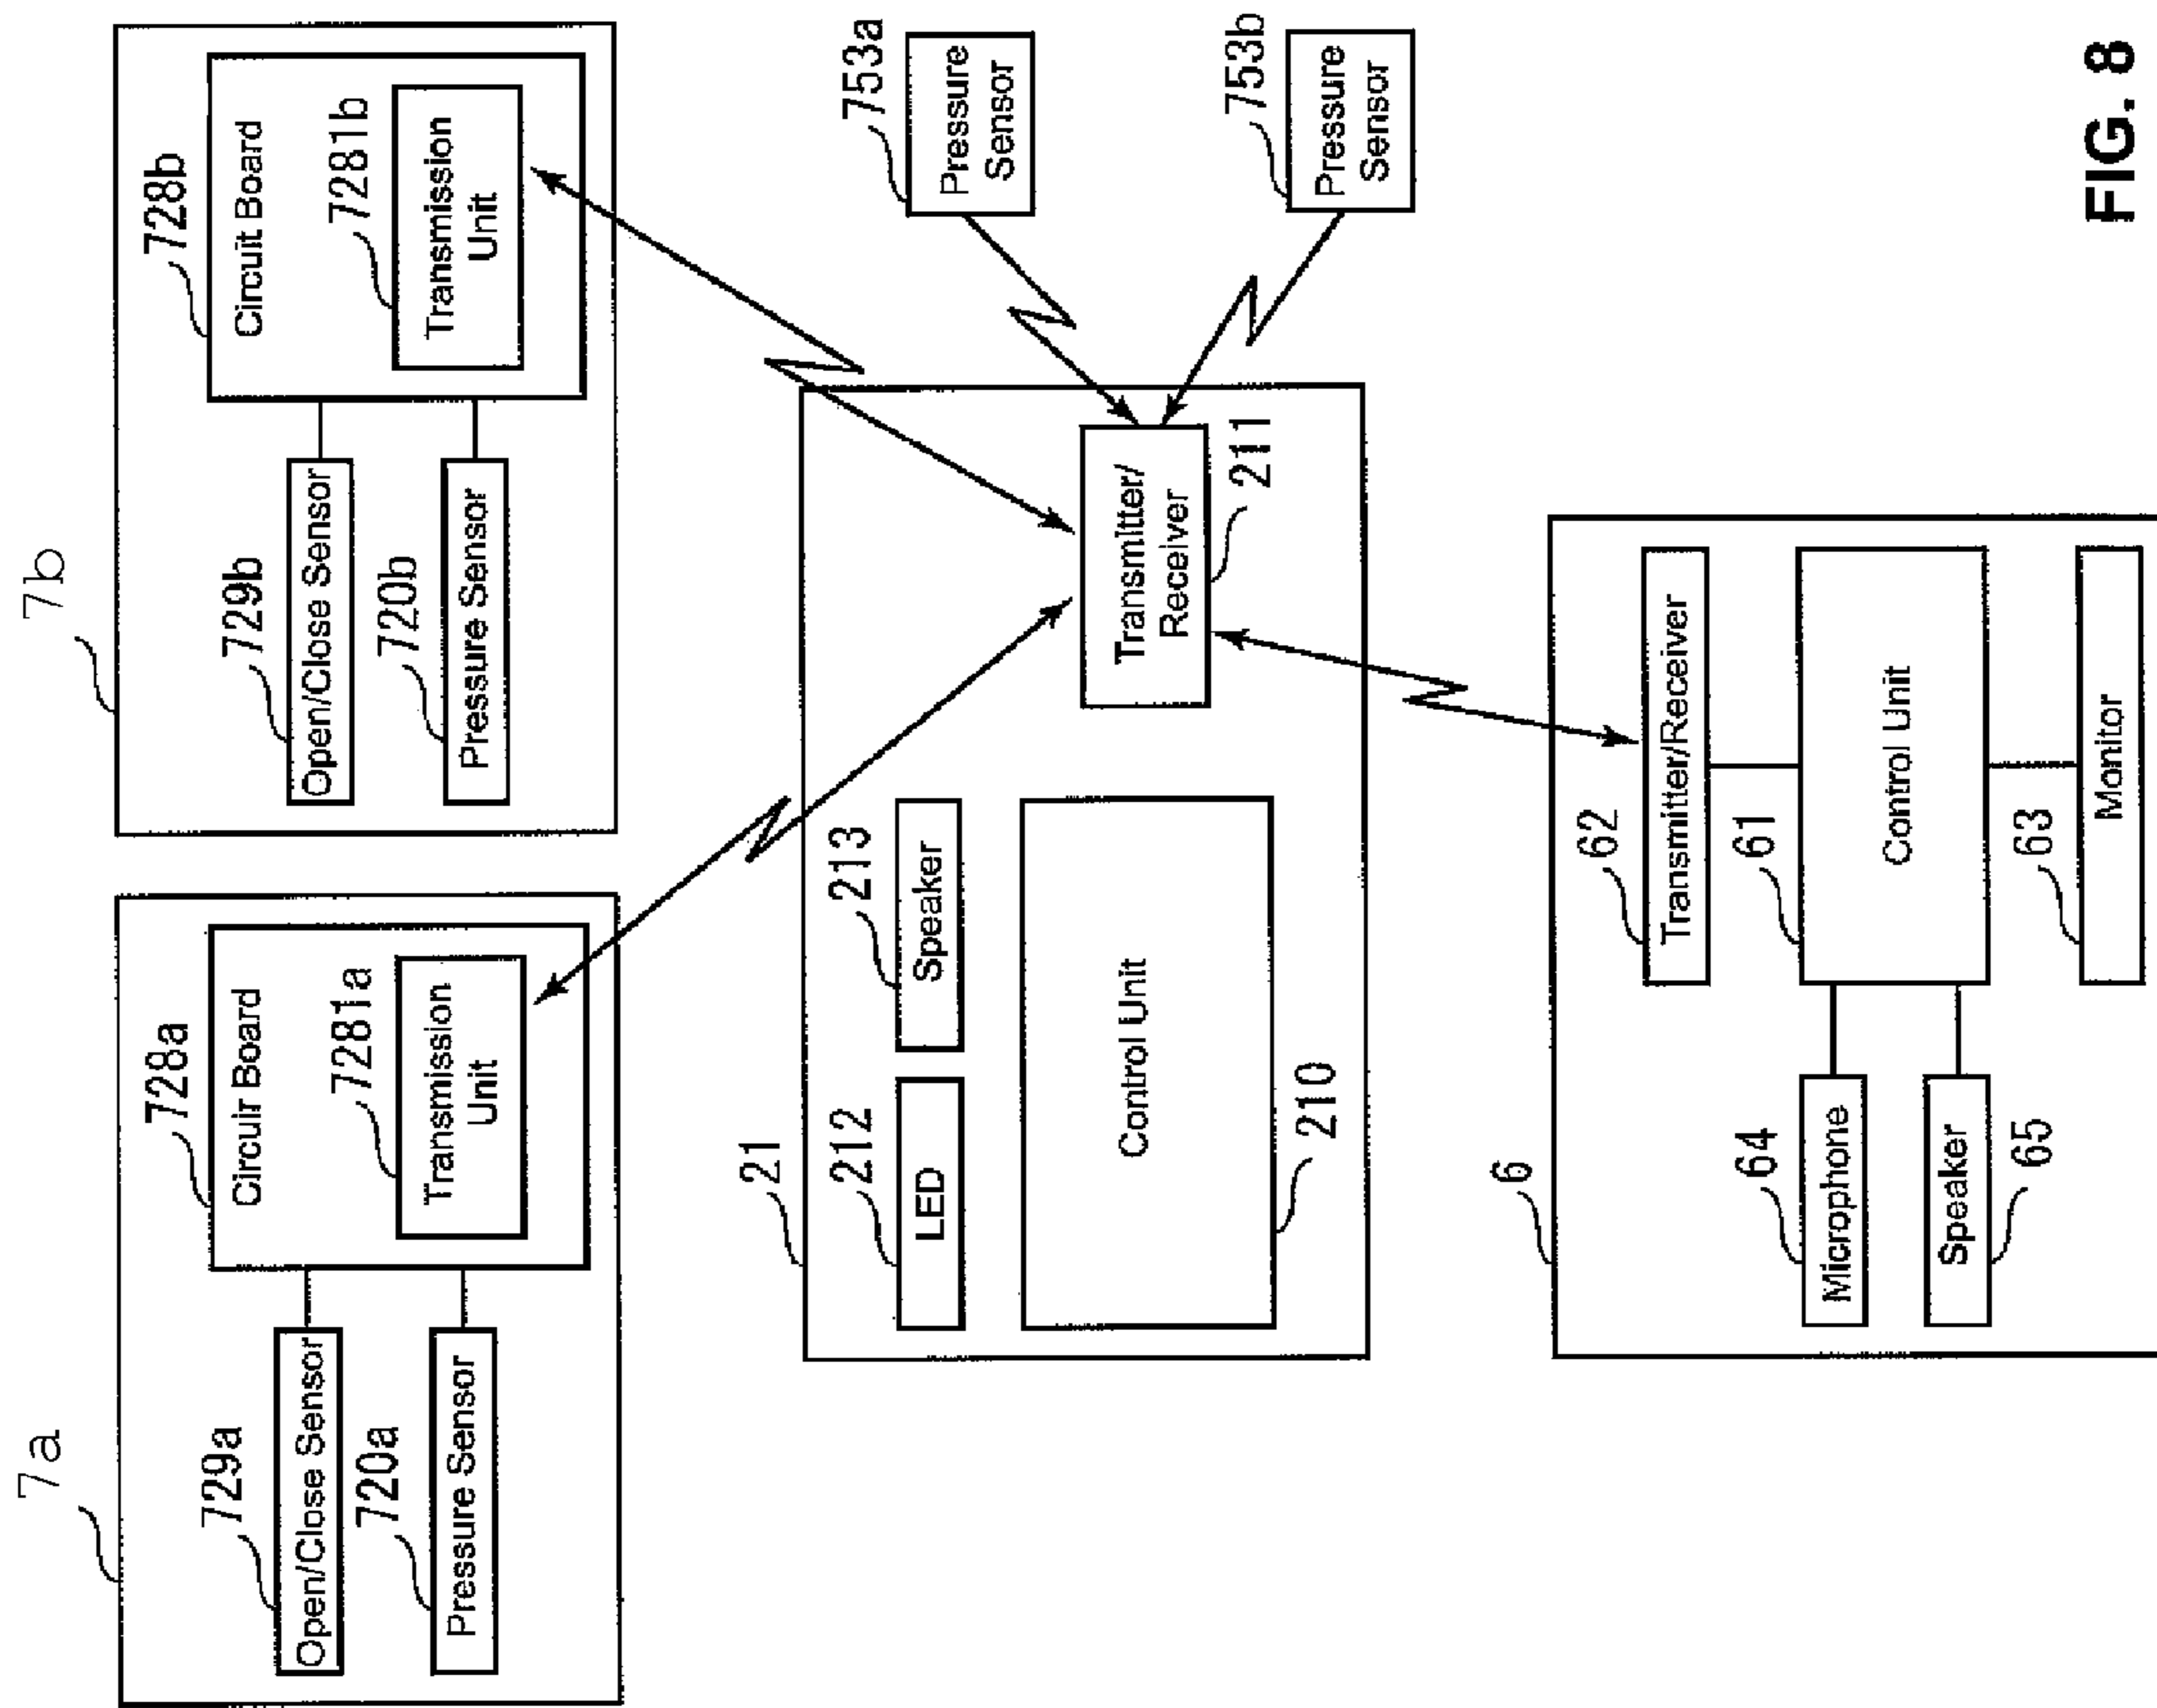 7a
728a
Circuir Board
7281a
Transmission
Unit
729a
Open/Close Sensor
720a
Pressure Sensor
7b
728b
Circuit Board
7281b
Transmission
Unit
729b
Open/Close Sensor
720b
Pressure Sensor
21
212
LED
213
Speaker
Control Unit
210
Transmitter/
Receiver
211
753a
Pressure
Sensor
753b
Pressure
Sensor
6
62
Transmitter/Receiver
64
Microphone
61
Control Unit
Speaker
65
63
Monitor
FIG. 8